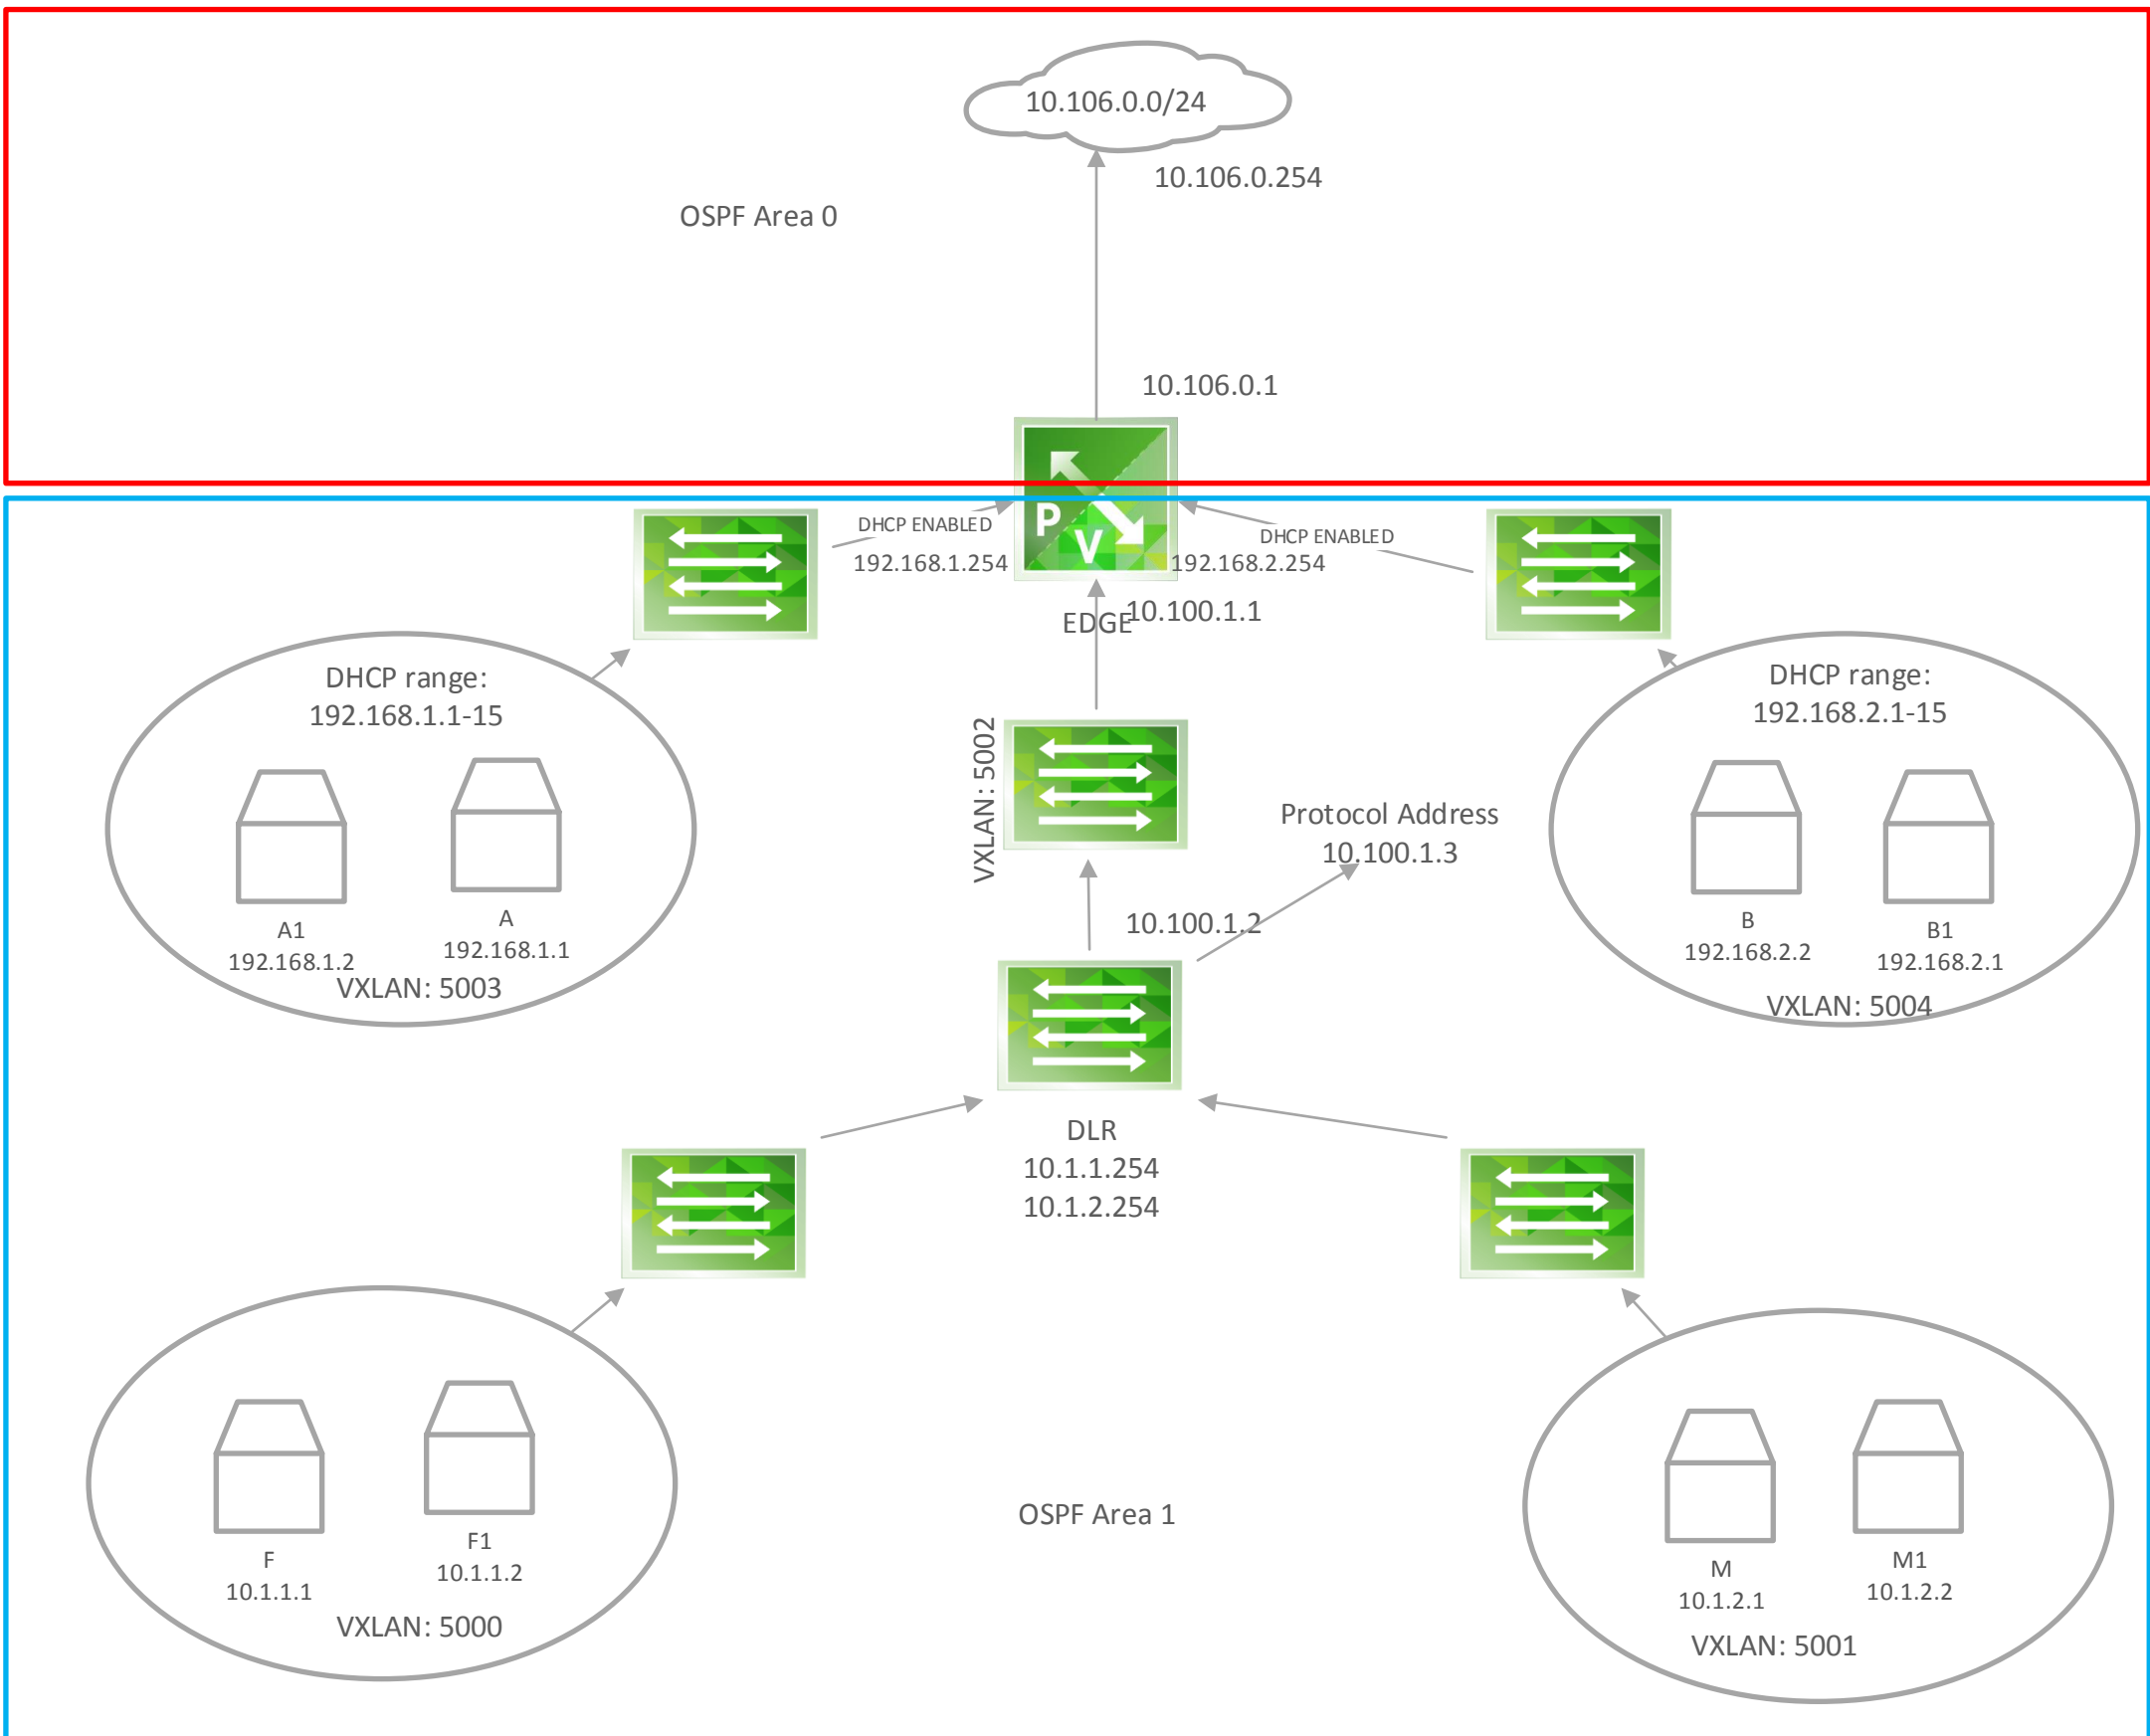 10.106.0.0/24
10.106.0.254
OSPF Area 0
10.106.0.1
P
V
DHCP ENABLED
192.168.1.254
DHCP ENABLED
192.168.2.254
EDGE
10.100.1.1
DHCP range:
192.168.1.1-15
A1
192.168.1.2
A
192.168.1.1
VXLAN: 5003
VXLAN: 5002
Protocol Address
10.100.1.3
10.100.1.2
DHCP range:
192.168.2.1-15
B
192.168.2.2
B1
192.168.2.1
VXLAN: 5004
DLR
10.1.1.254
10.1.2.254
F
10.1.1.1
F1
10.1.1.2
VXLAN: 5000
OSPF Area 1
M
10.1.2.1
M1
10.1.2.2
VXLAN: 5001